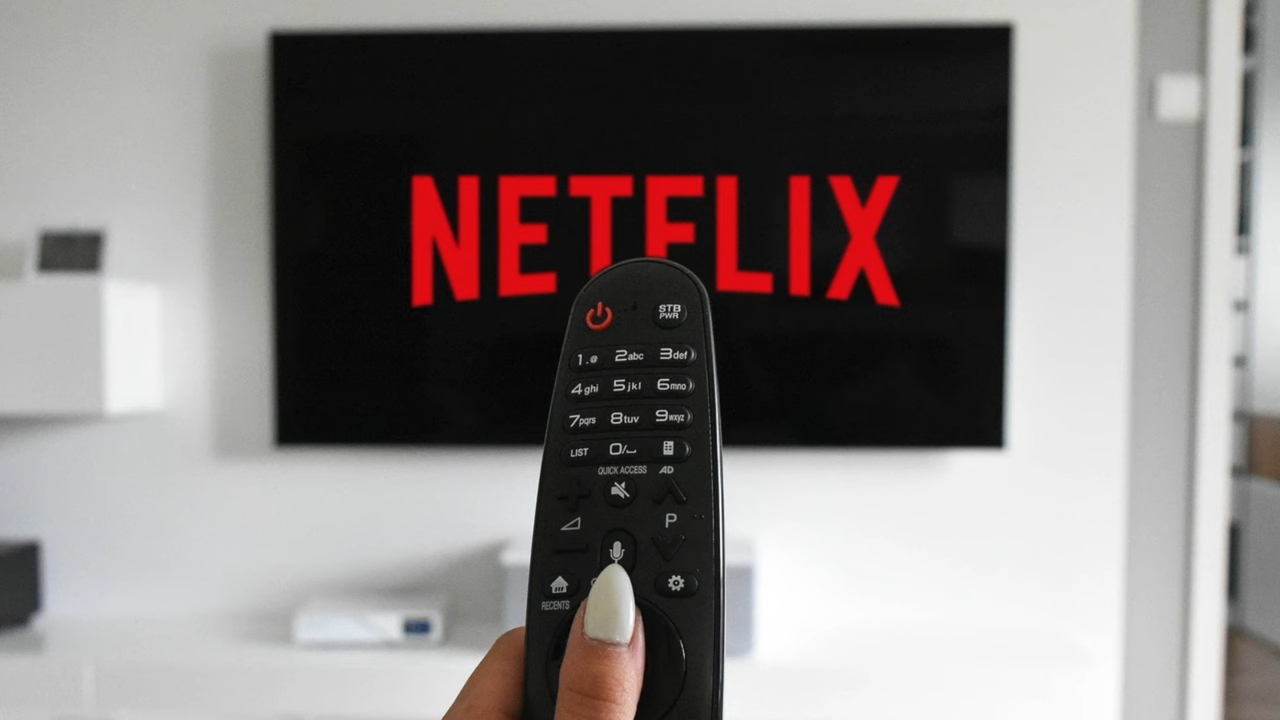 NETFLIX
STB
PWR
1.@ 2abc 3def
4ghi 5jkl 6mno
7pqrs 8tuv 9wxyz
LIST 0/⎵
QUICK ACCESS AD
P
RECENTS